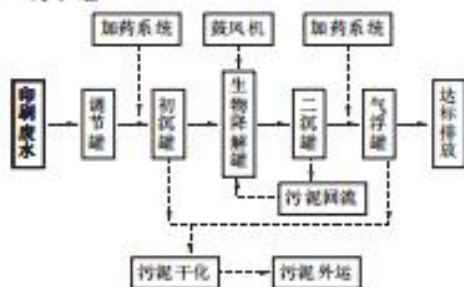 加药系统
鼓风机
加药系统
印刷废水
调节罐
初沉罐
生物降解罐
二沉罐
气浮罐
达标排放
污泥回流
污泥干化
污泥外运